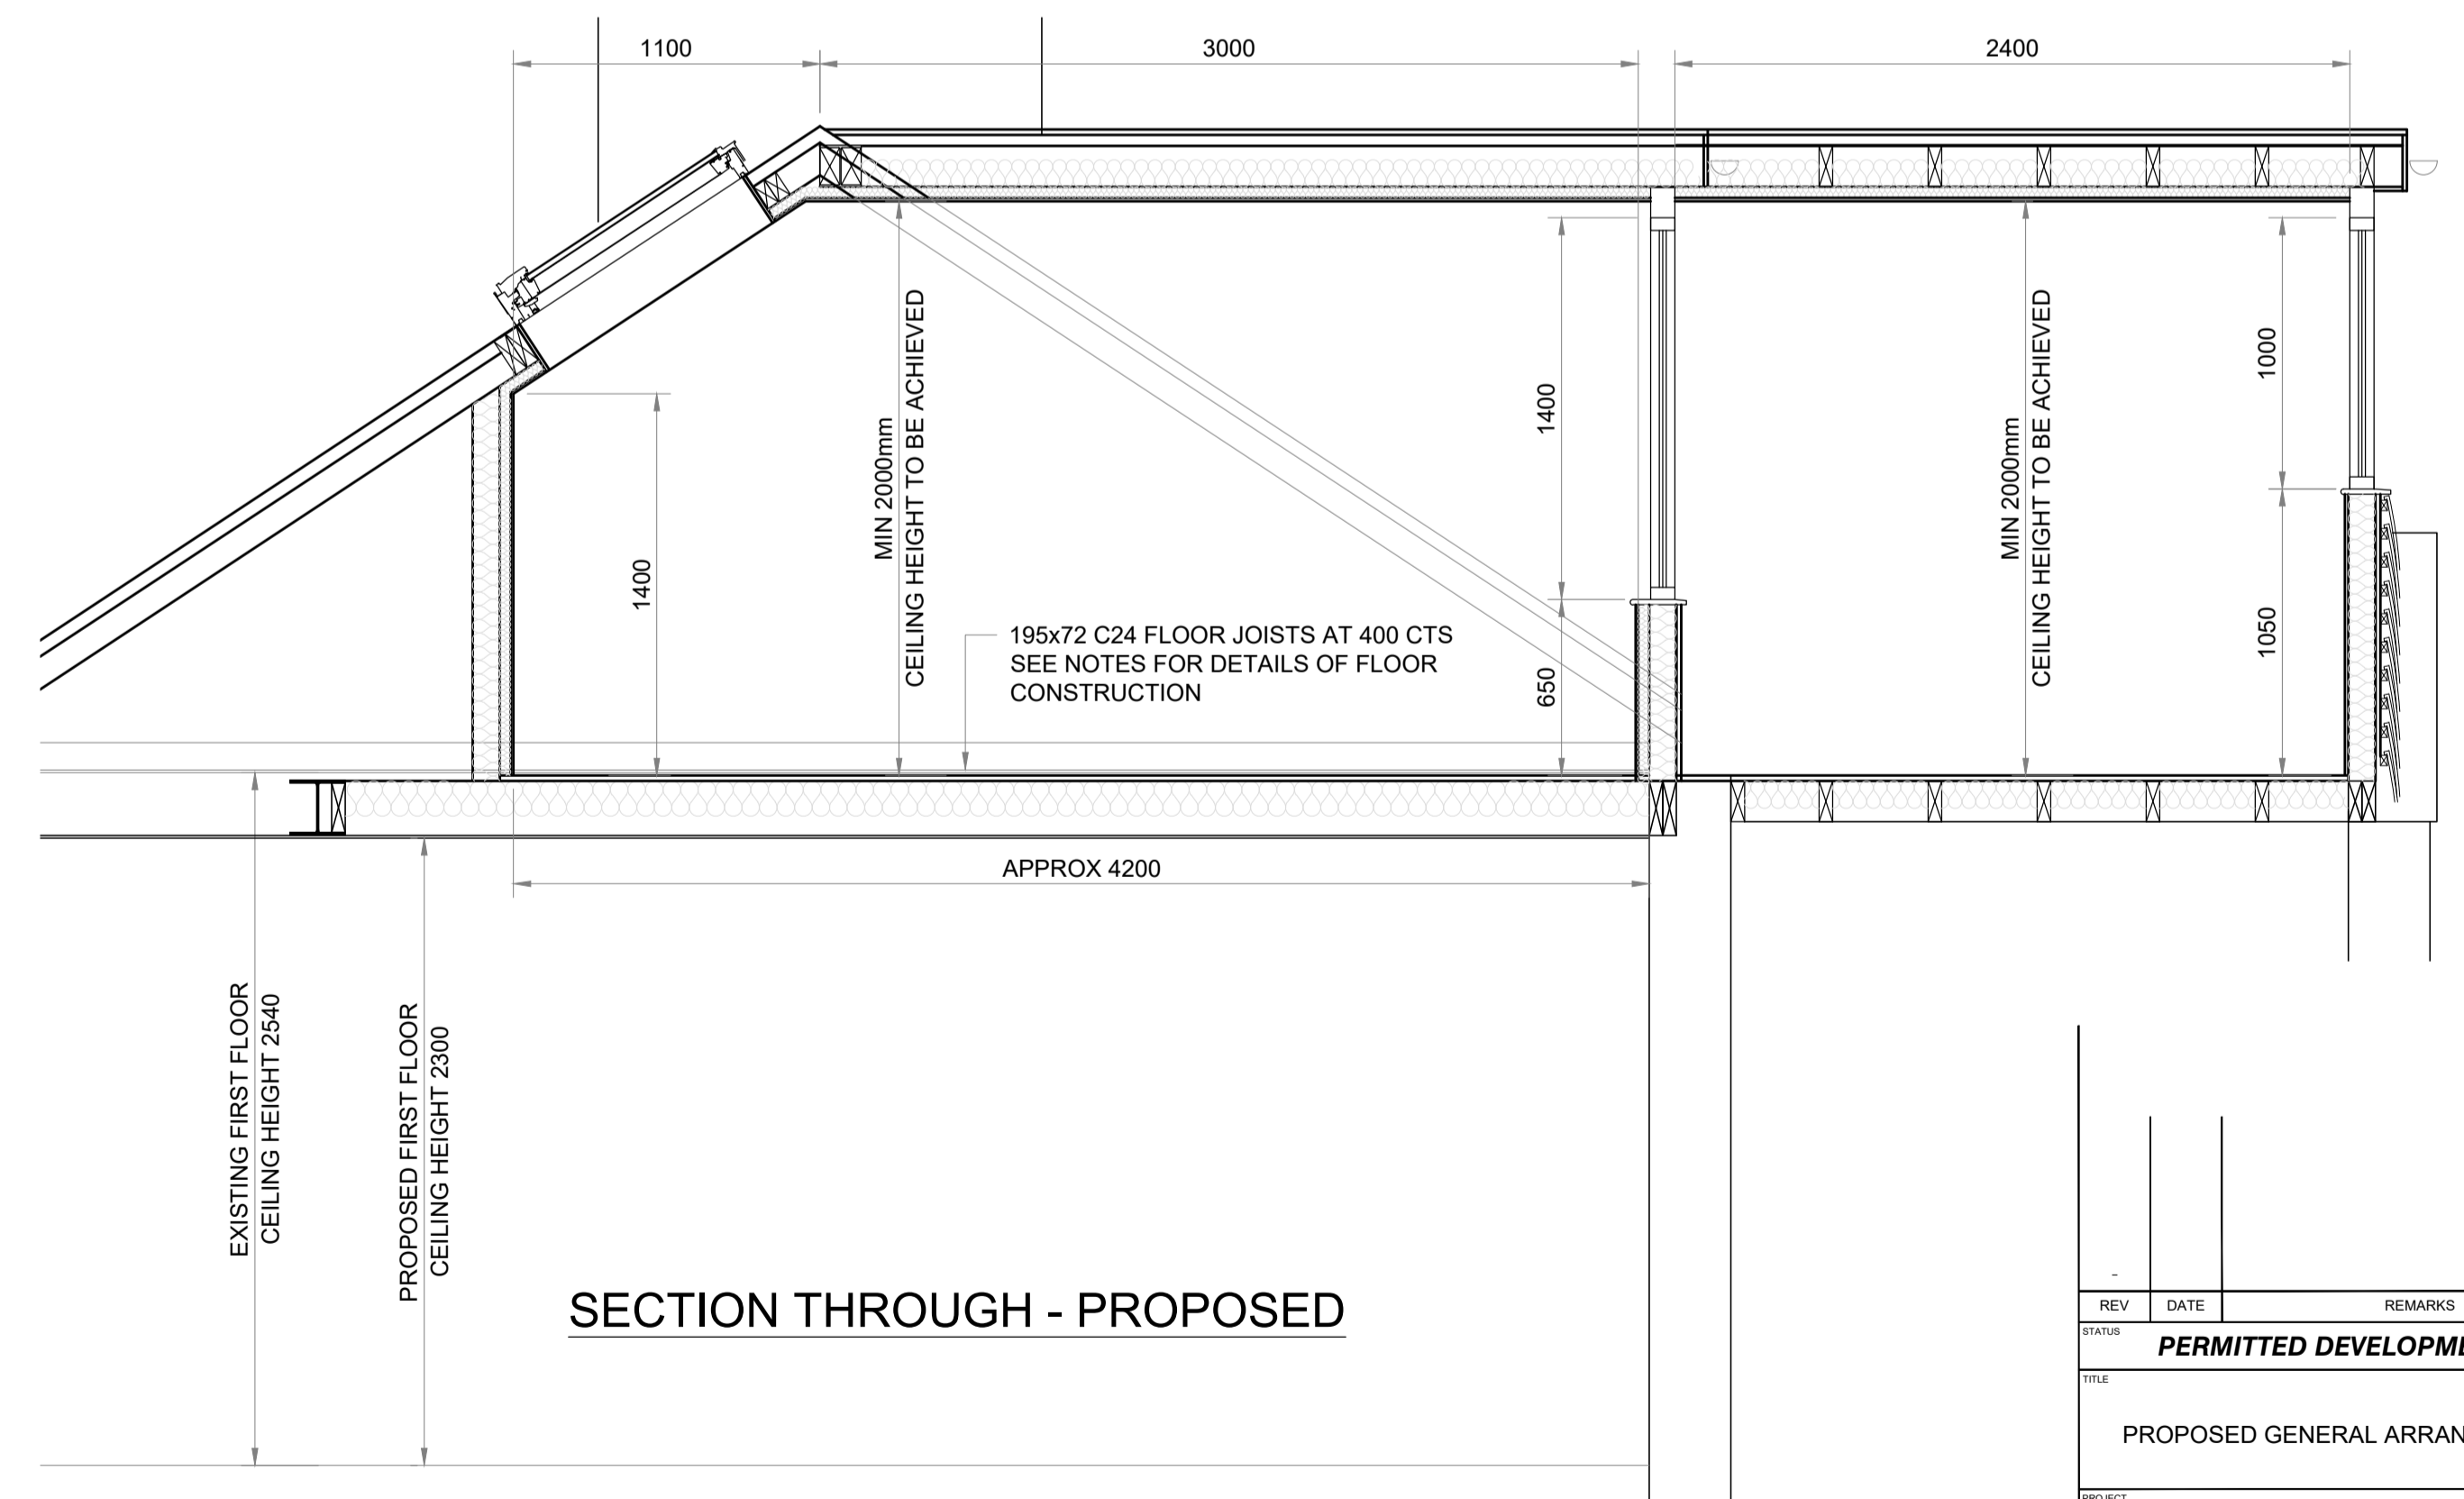 1100
3000
2400
MIN 2000mm
CEILING HEIGHT TO BE ACHIEVED
1400
1400
650
MIN 2000mm
CEILING HEIGHT TO BE ACHIEVED
1000
1050
195x72 C24 FLOOR JOISTS AT 400 CTS
SEE NOTES FOR DETAILS OF FLOOR
CONSTRUCTION
APPROX 4200
EXISTING FIRST FLOOR
CEILING HEIGHT 2540
PROPOSED FIRST FLOOR
CEILING HEIGHT 2300
SECTION THROUGH - PROPOSED
-
REV DATE REMARKS
STATUS
PERMITTED DEVELOPME
TITLE
PROPOSED GENERAL ARRAN
PROJECT